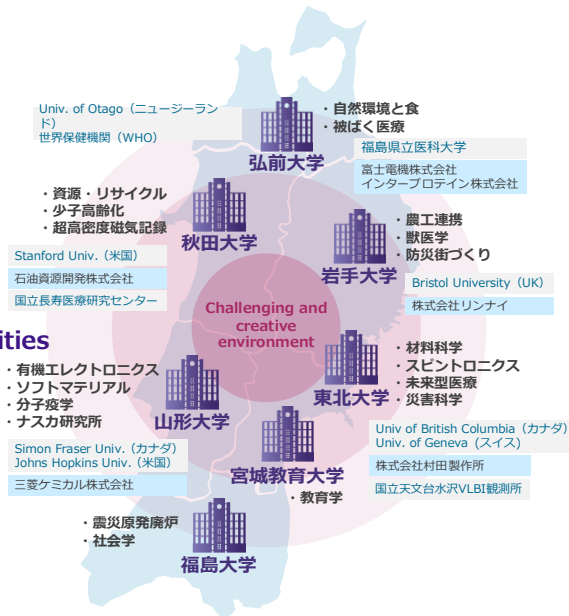 Univ. of Otago（ニュージーラン
ド）
世界保健機関（WHO）
・自然環境と食
・被ばく医療
弘前大学
福島県立医科大学
富士電機株式会社
インタープロテイン株式会社
・資源・リサイクル
・少子高齢化
・超高密度磁気記録
秋田大学
Stanford Univ.（米国）
石油資源開発株式会社
国立長寿医療研究センター
・農工連携
・獣医学
・防災街づくり
岩手大学
Bristol University（UK）
株式会社リンナイ
Challenging and
creative
environment
ities
・有機エレクトロニクス
・ソフトマテリアル
・分子疫学
・ナスカ研究所
山形大学
Simon Fraser Univ.（カナダ）
Johns Hopkins Univ.（米国）
三菱ケミカル株式会社
・材料科学
・スピントロニクス
・未来型医療
・災害科学
東北大学
Univ of British Columbia（カナダ）
Univ. of Geneva (スイス）
株式会社村田製作所
国立天文台水沢VLBI観測所
宮城教育大学
・教育学
・震災原発廃炉
・社会学
福島大学